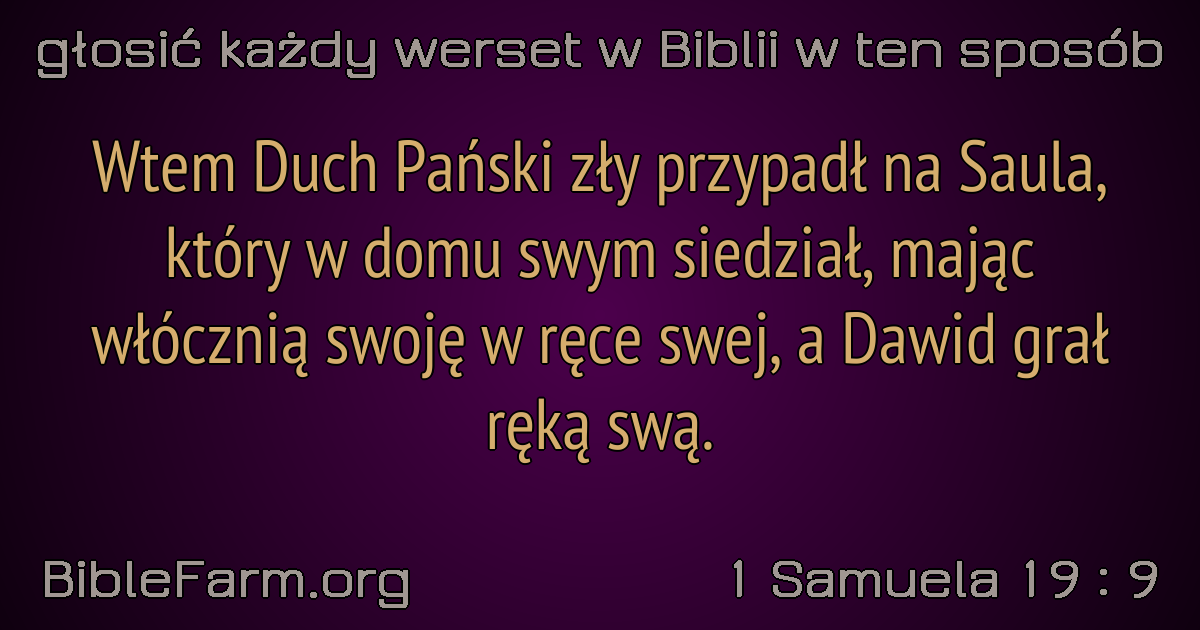 głosić każdy werset w Biblii w ten sposób
Wtem Duch Pański zły przypadł na Saula,
który w domu swym siedział, mając
włócznią swoję w ręce swej, a Dawid grał
ręką swą.
BibleFarm.org
1 Samuela 19 : 9